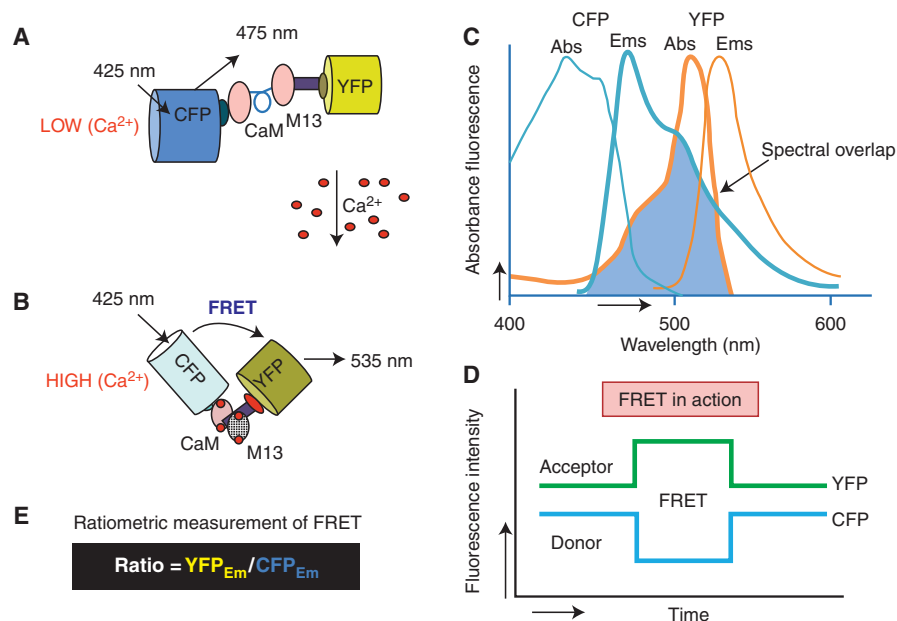 A
475 nm
425 nm
CFP
YFP
CaM
M13
LOW (Ca²⁺)
Ca²⁺
B
425 nm
FRET
CFP
YFP
535 nm
HIGH (Ca²⁺)
CaM
M13
E
Ratiometric measurement of FRET
Ratio = YFP_Em/CFP_Em
C
CFP
YFP
Abs
Ems
Abs
Ems
Spectral overlap
Absorbance fluorescence
400
500
600
Wavelength (nm)
D
FRET in action
Fluorescence intensity
Acceptor
YFP
FRET
CFP
Donor
Time